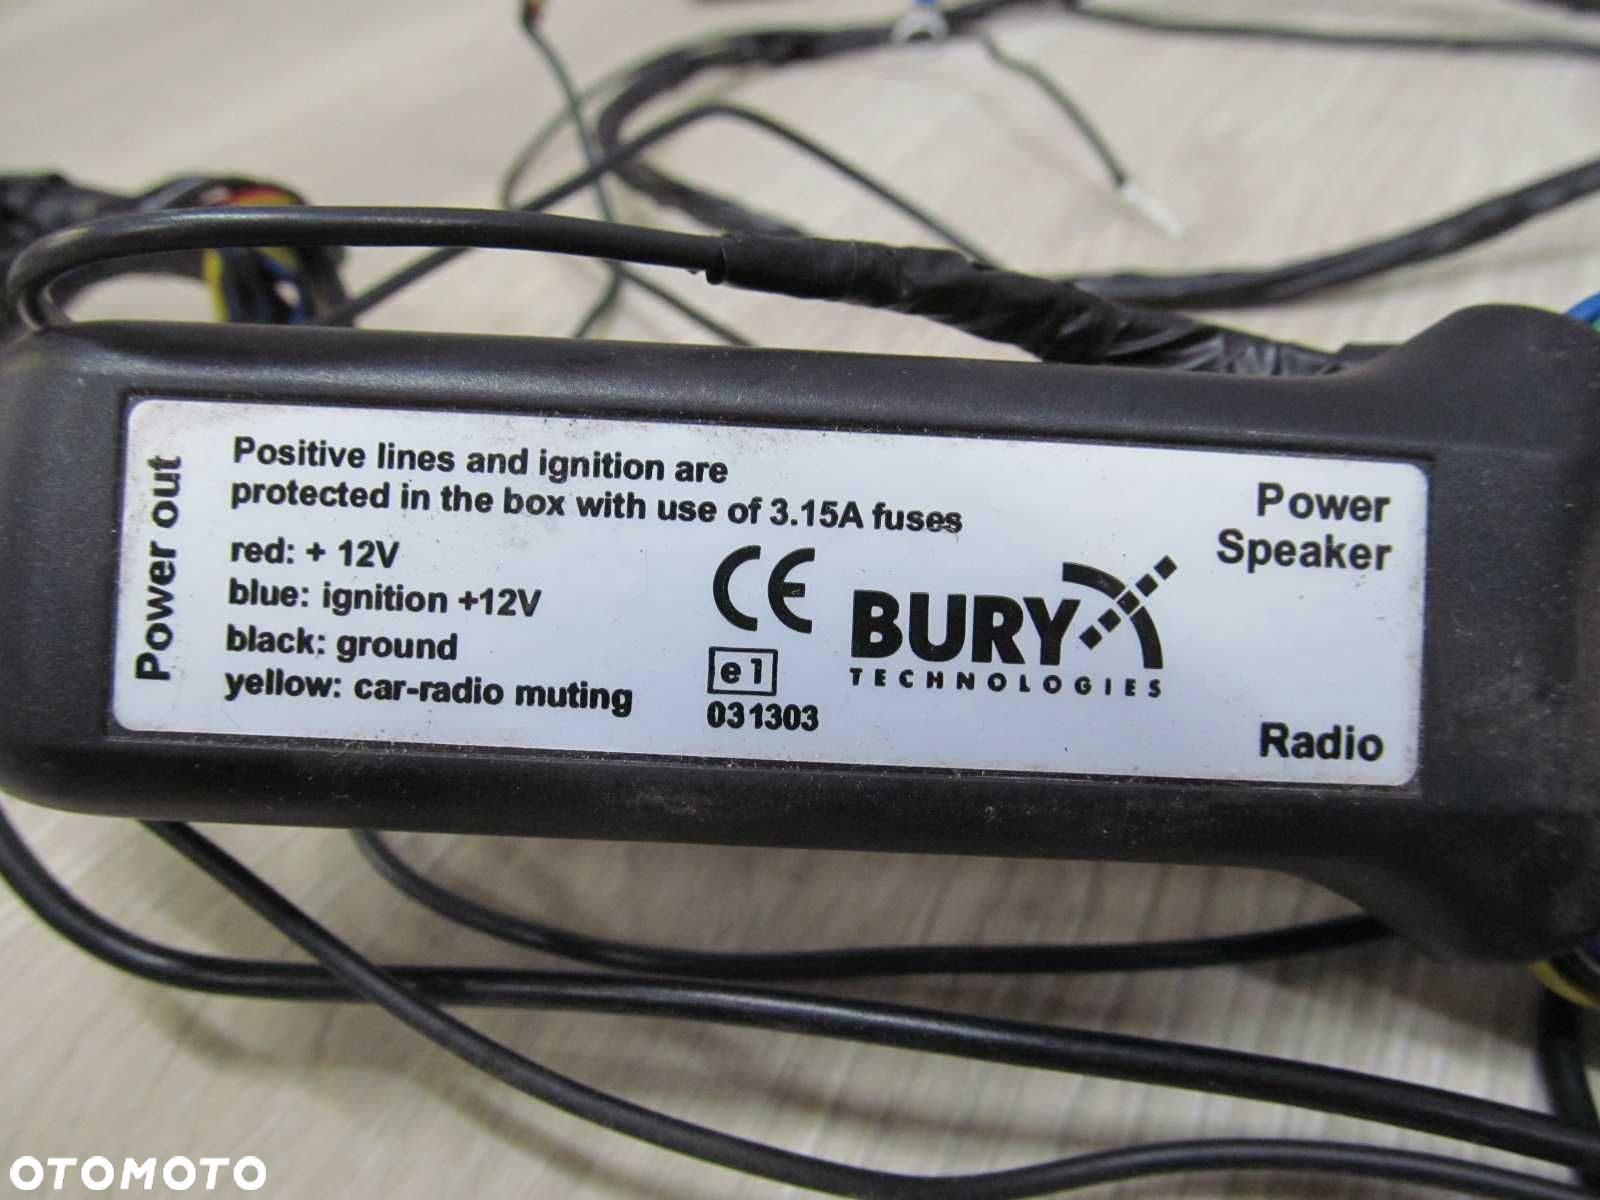 Power out
Positive lines and ignition are
protected in the box with use of 3.15A fuses
red: + 12V
blue: ignition +12V
black: ground
yellow: car-radio muting
CE
e1
031303
BURY
TECHNOLOGIES
Power
Speaker
Radio
OTOMOTO